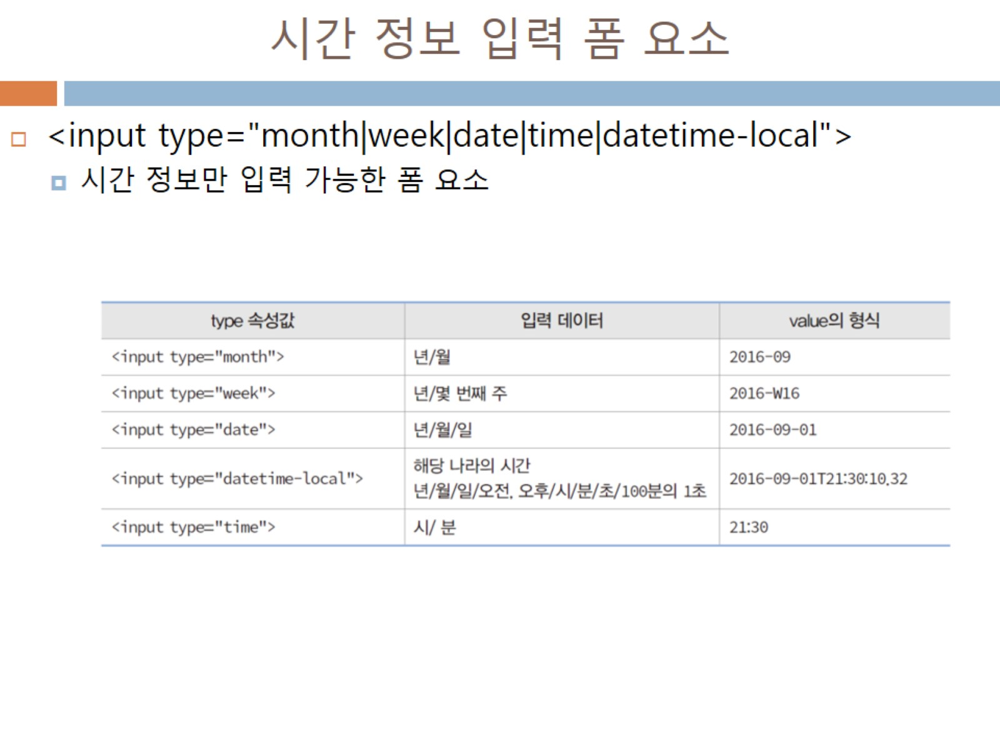 시간 정보 입력 폼 요소
<input type="month|week|date|time|datetime-local">
시간 정보만 입력 가능한 폼 요소
type 속성값 입력 데이터 value의 형식
<input type="month"> 년/월 2016-09
<input type="week"> 년/몇 번째 주 2016-W16
<input type="date"> 년/월/일 2016-09-01
<input type="datetime-local"> 해당 나라의 시간
년/월/일/오전, 오후/시/분/초/100분의 1초 2016-09-01T21:30:10.32
<input type="time"> 시/ 분 21:30